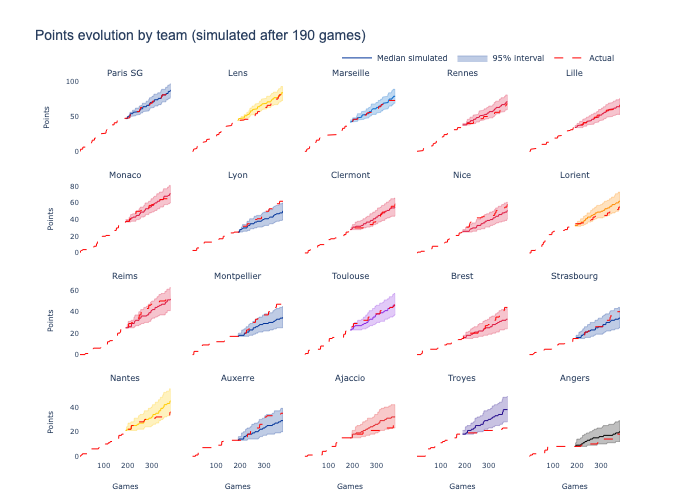 Points evolution by team (simulated after 190 games)
Median simulated 95% interval Actual
Paris SG Lens Marseille Rennes Lille
100
50
0
Points
Monaco Lyon Clermont Nice Lorient
80
60
40
20
0
Points
Reims Montpellier Toulouse Brest Strasbourg
60
40
20
0
Points
Nantes Auxerre Ajaccio Troyes Angers
40
20
0
Points
100 200 300 100 200 300 100 200 300 100 200 300 100 200 300
Games Games Games Games Games